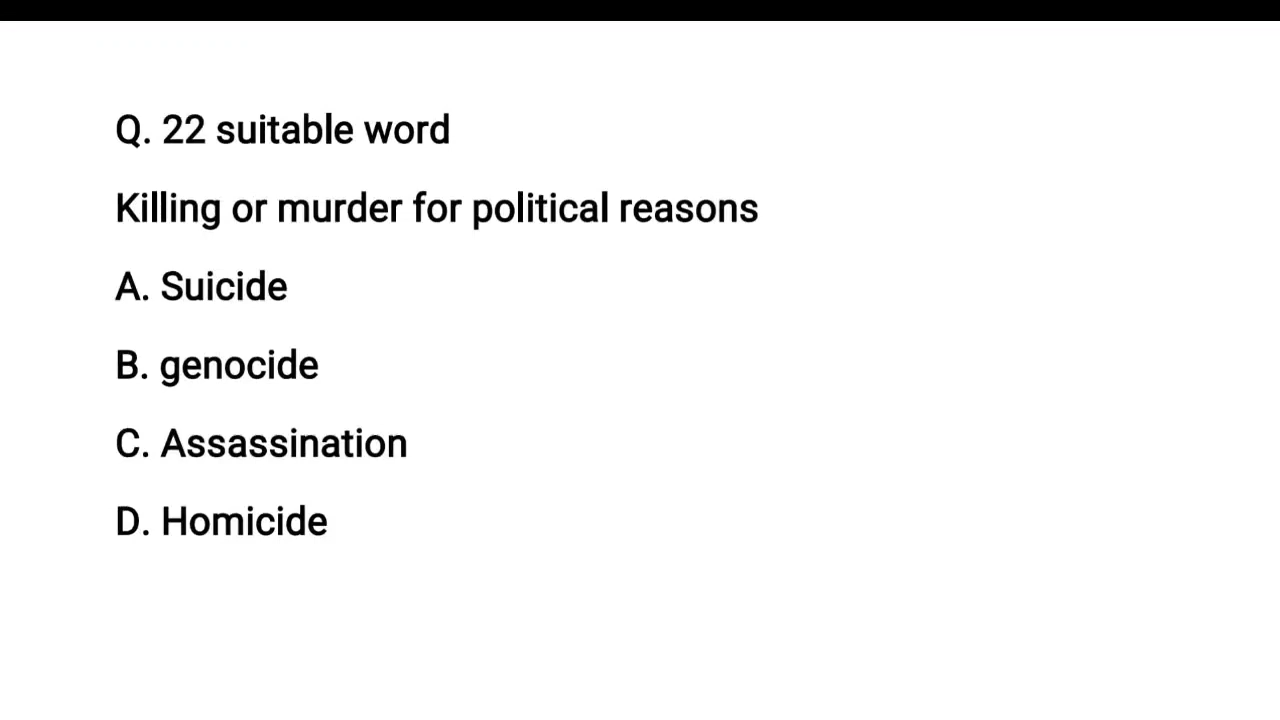 Q. 22 suitable word
Killing or murder for political reasons
A. Suicide
B. genocide
C. Assassination
D. Homicide